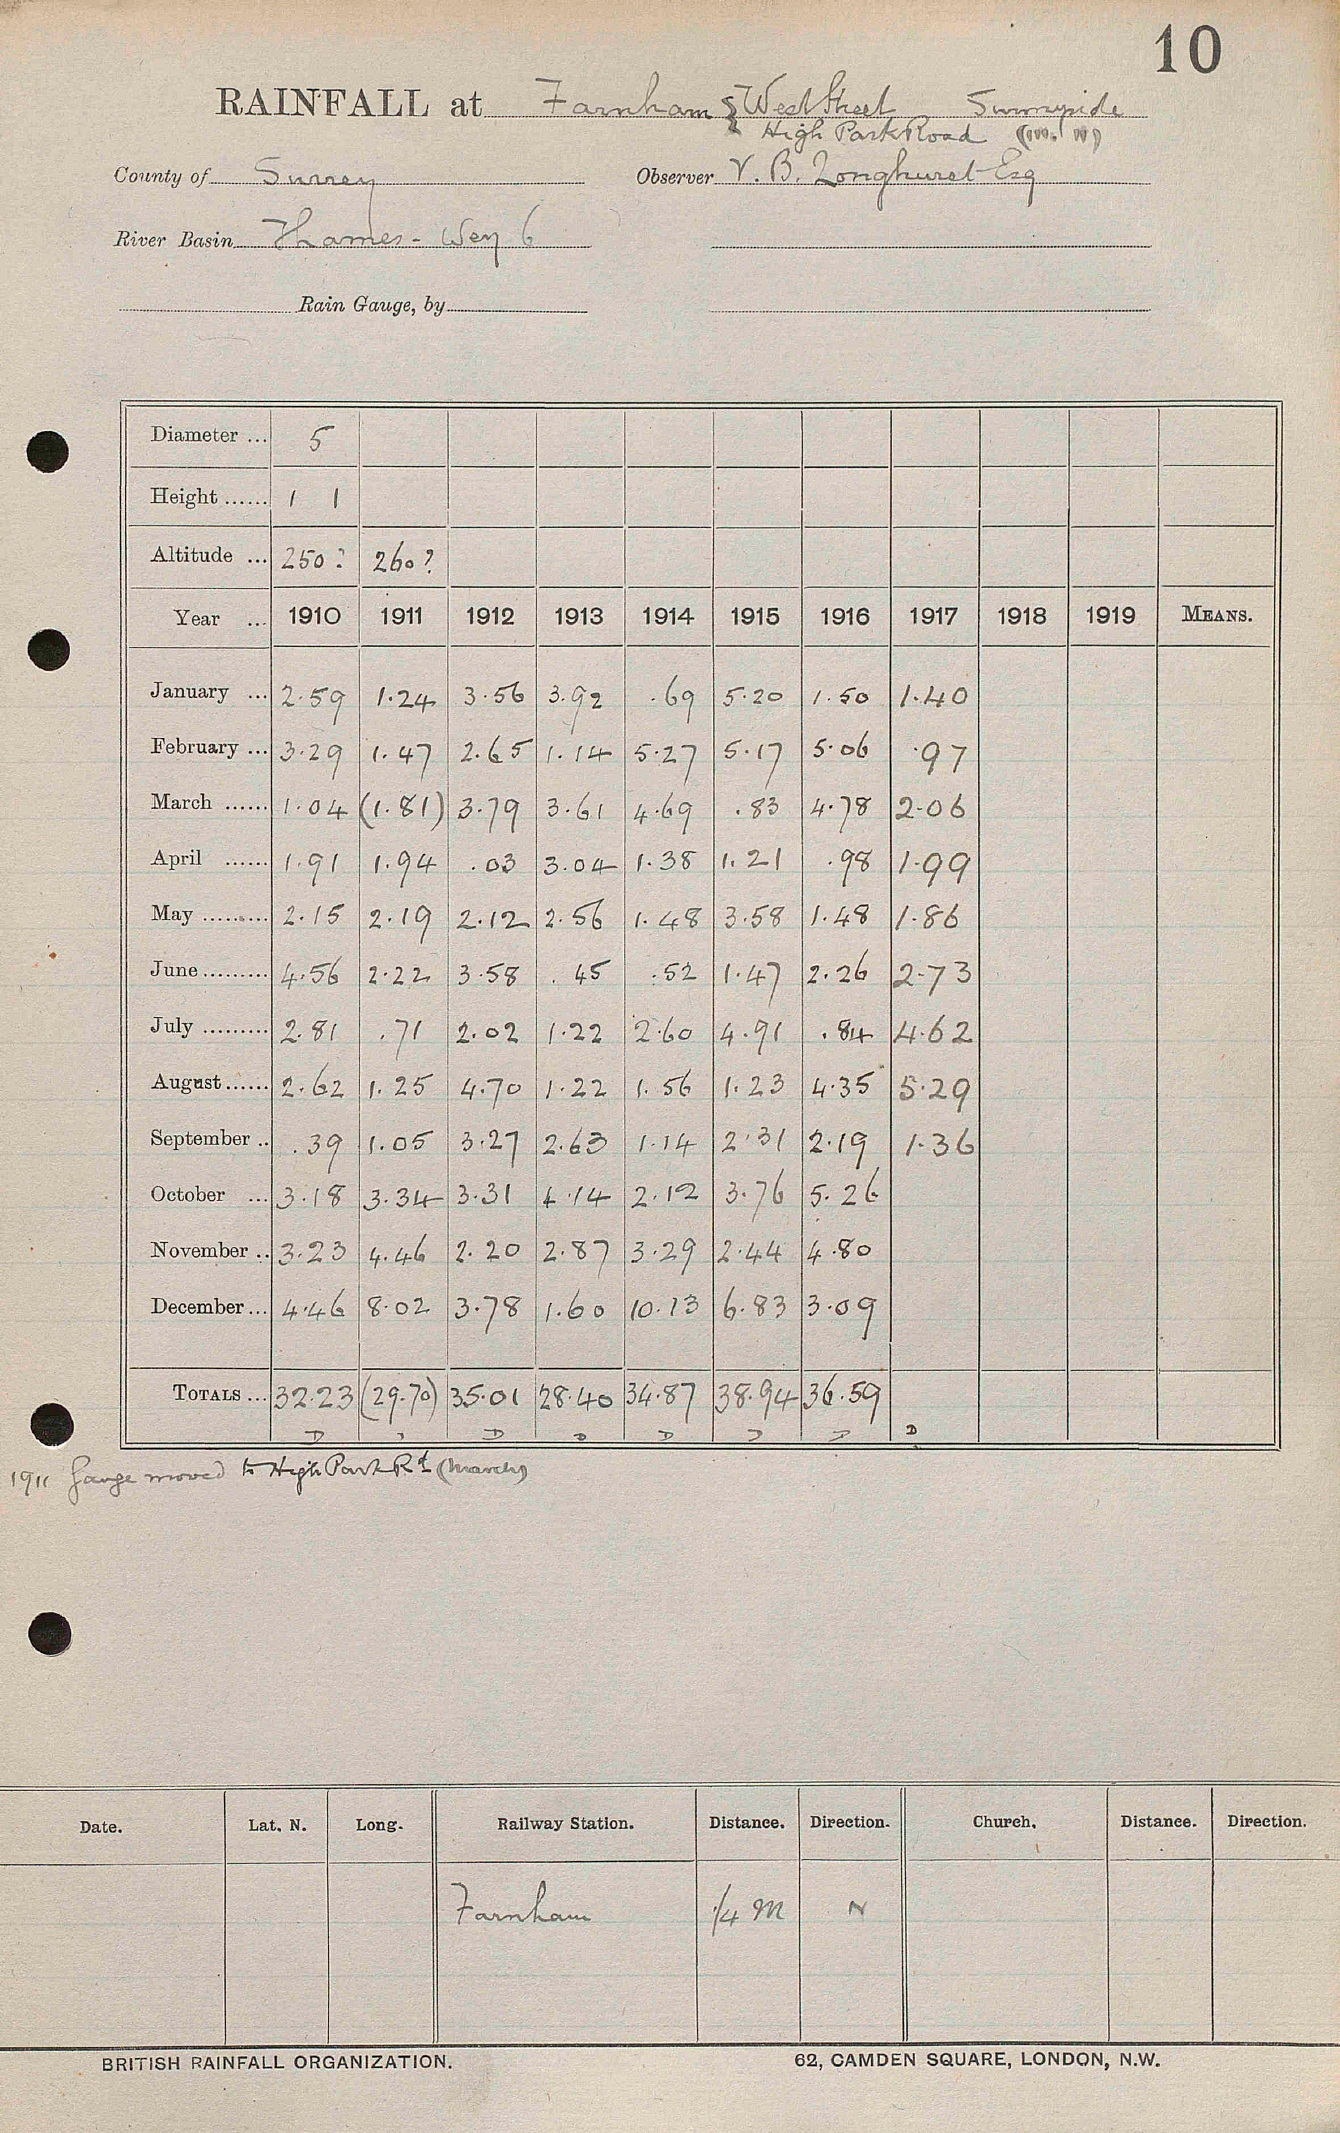 10
RAINFALL at Farnham { West Street Sunnyside
High Park Road
County of Surrey Observer V. B. Longhurst Esq
River Basin Thames - Wey 6
Rain Gauge, by
Diameter ... 5
Height ...... 1 1
Altitude ... 250? 260?
Year ... 1910 1911 1912 1913 1914 1915 1916 1917 1918 1919 MEANS.
January ... 2.59 1.24 3.56 3.92 .69 5.20 1.50 1.40
February ... 3.29 1.47 2.65 1.14 5.27 5.17 5.06 .97
March ...... 1.04 (1.81) 3.79 3.61 4.69 .83 4.78 2.06
April ...... 1.91 1.94 .03 3.04 1.38 1.21 .98 1.99
May .......... 2.15 2.19 2.12 2.56 1.48 3.58 1.48 1.86
June ......... 4.56 2.22 3.58 .45 .52 1.47 2.26 2.73
July ......... 2.81 .71 2.02 1.22 2.60 4.91 .84 4.62
August ...... 2.62 1.25 4.70 1.22 1.56 1.23 4.35 5.29
September .. .39 1.05 3.27 2.63 1.14 2.31 2.19 1.36
October ... 3.18 3.34 3.31 4.14 2.12 3.76 5.26
November .. 3.23 4.46 2.20 2.87 3.29 2.44 4.80
December ... 4.46 8.02 3.78 1.60 10.13 6.83 3.09
TOTALS ... 32.23 (29.70) 35.01 28.40 34.87 38.94 36.59
D D D D D D D
1911 Gauge moved to High Park Rd (March)
Date. Lat. N. Long. Railway Station. Distance. Direction. Church. Distance. Direction.
Farnham 1/4 M N
BRITISH RAINFALL ORGANIZATION. 62, CAMDEN SQUARE, LONDON, N.W.